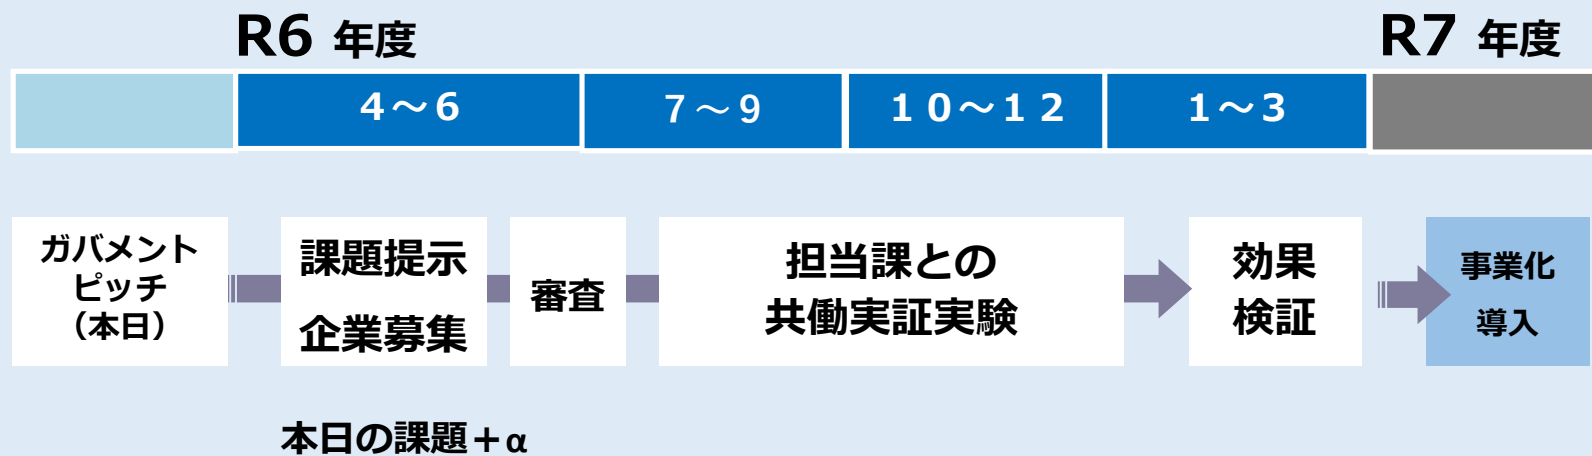 R6 年度
R7 年度
４～６
７～９
１０～１２
１～３
ガバメント
ピッチ
（本日）
課題提示
企業募集
審査
担当課との
共働実証実験
効果
検証
事業化
導入
本日の課題＋α